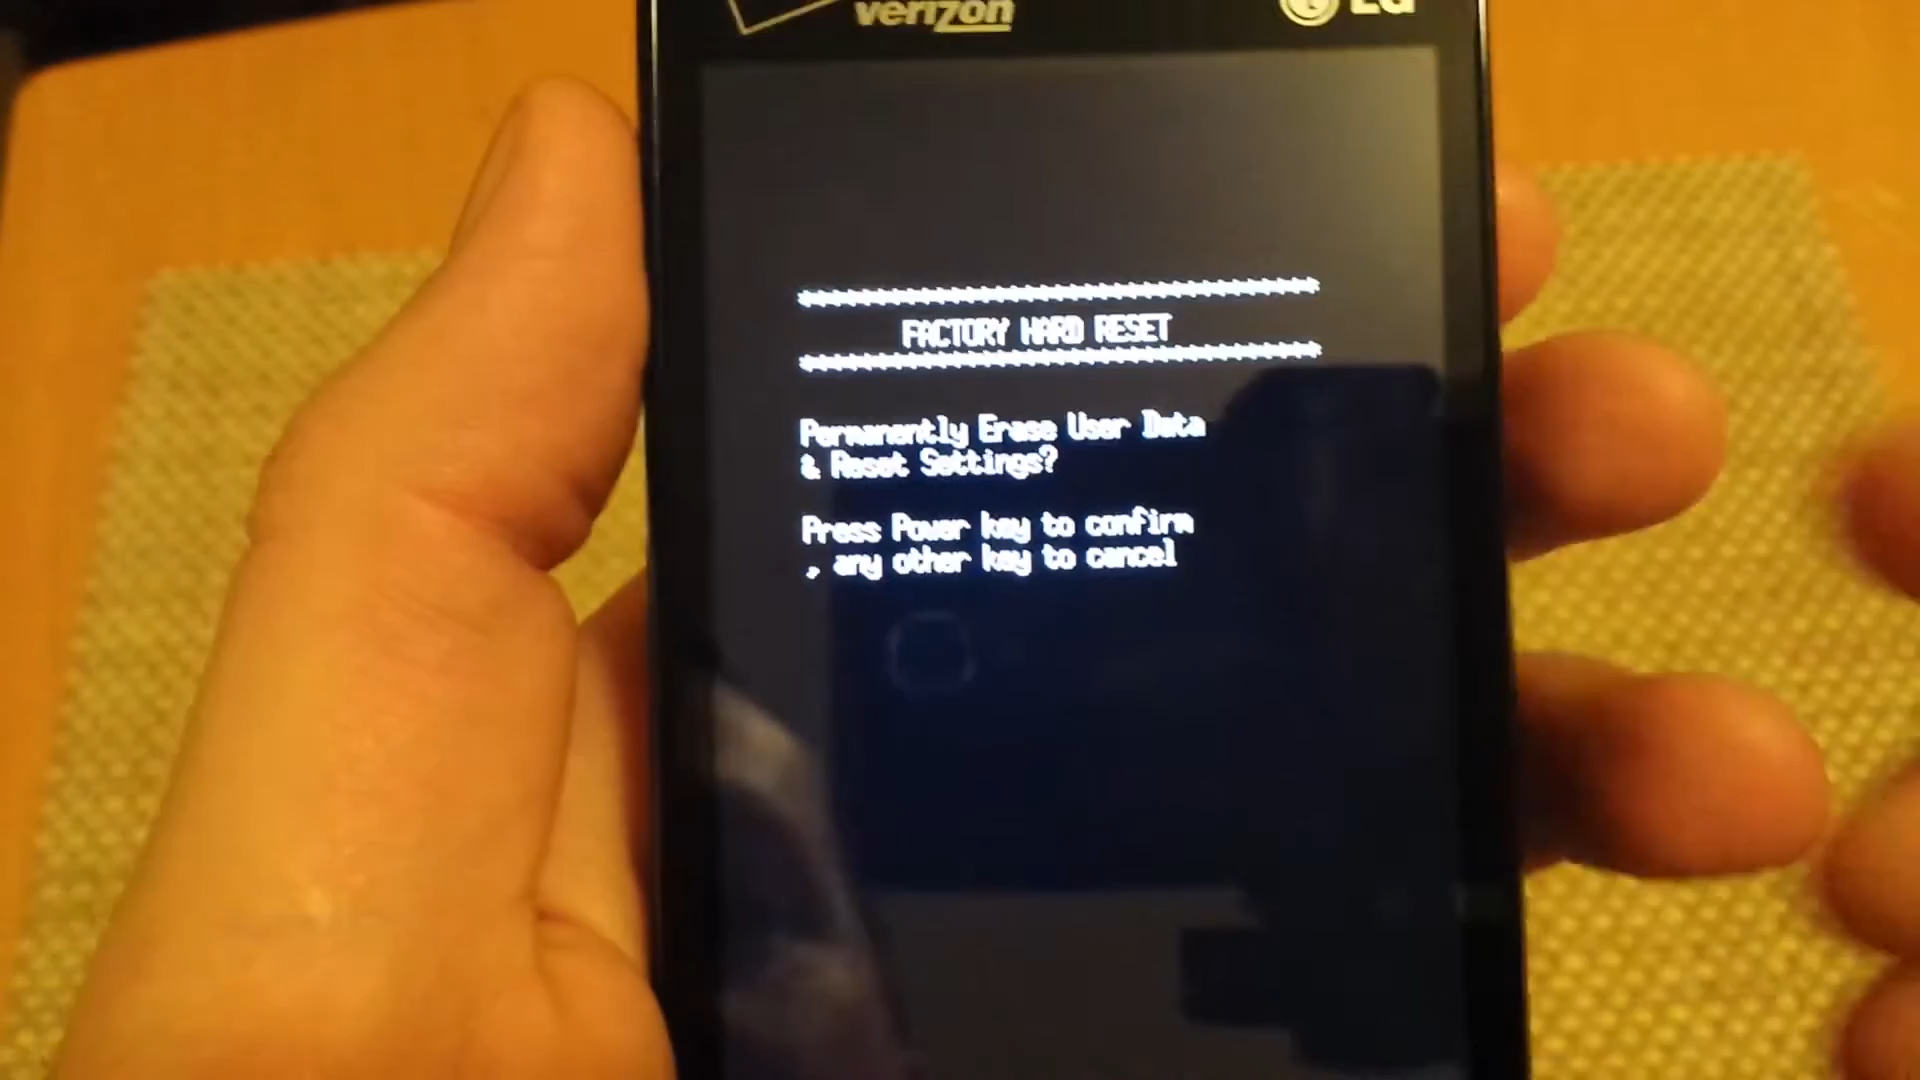 verizon
LG
****************************************
FACTORY HARD RESET
****************************************
Permanently Erase User Data
& Reset Settings?
Press Power key to confirm
, any other key to cancel